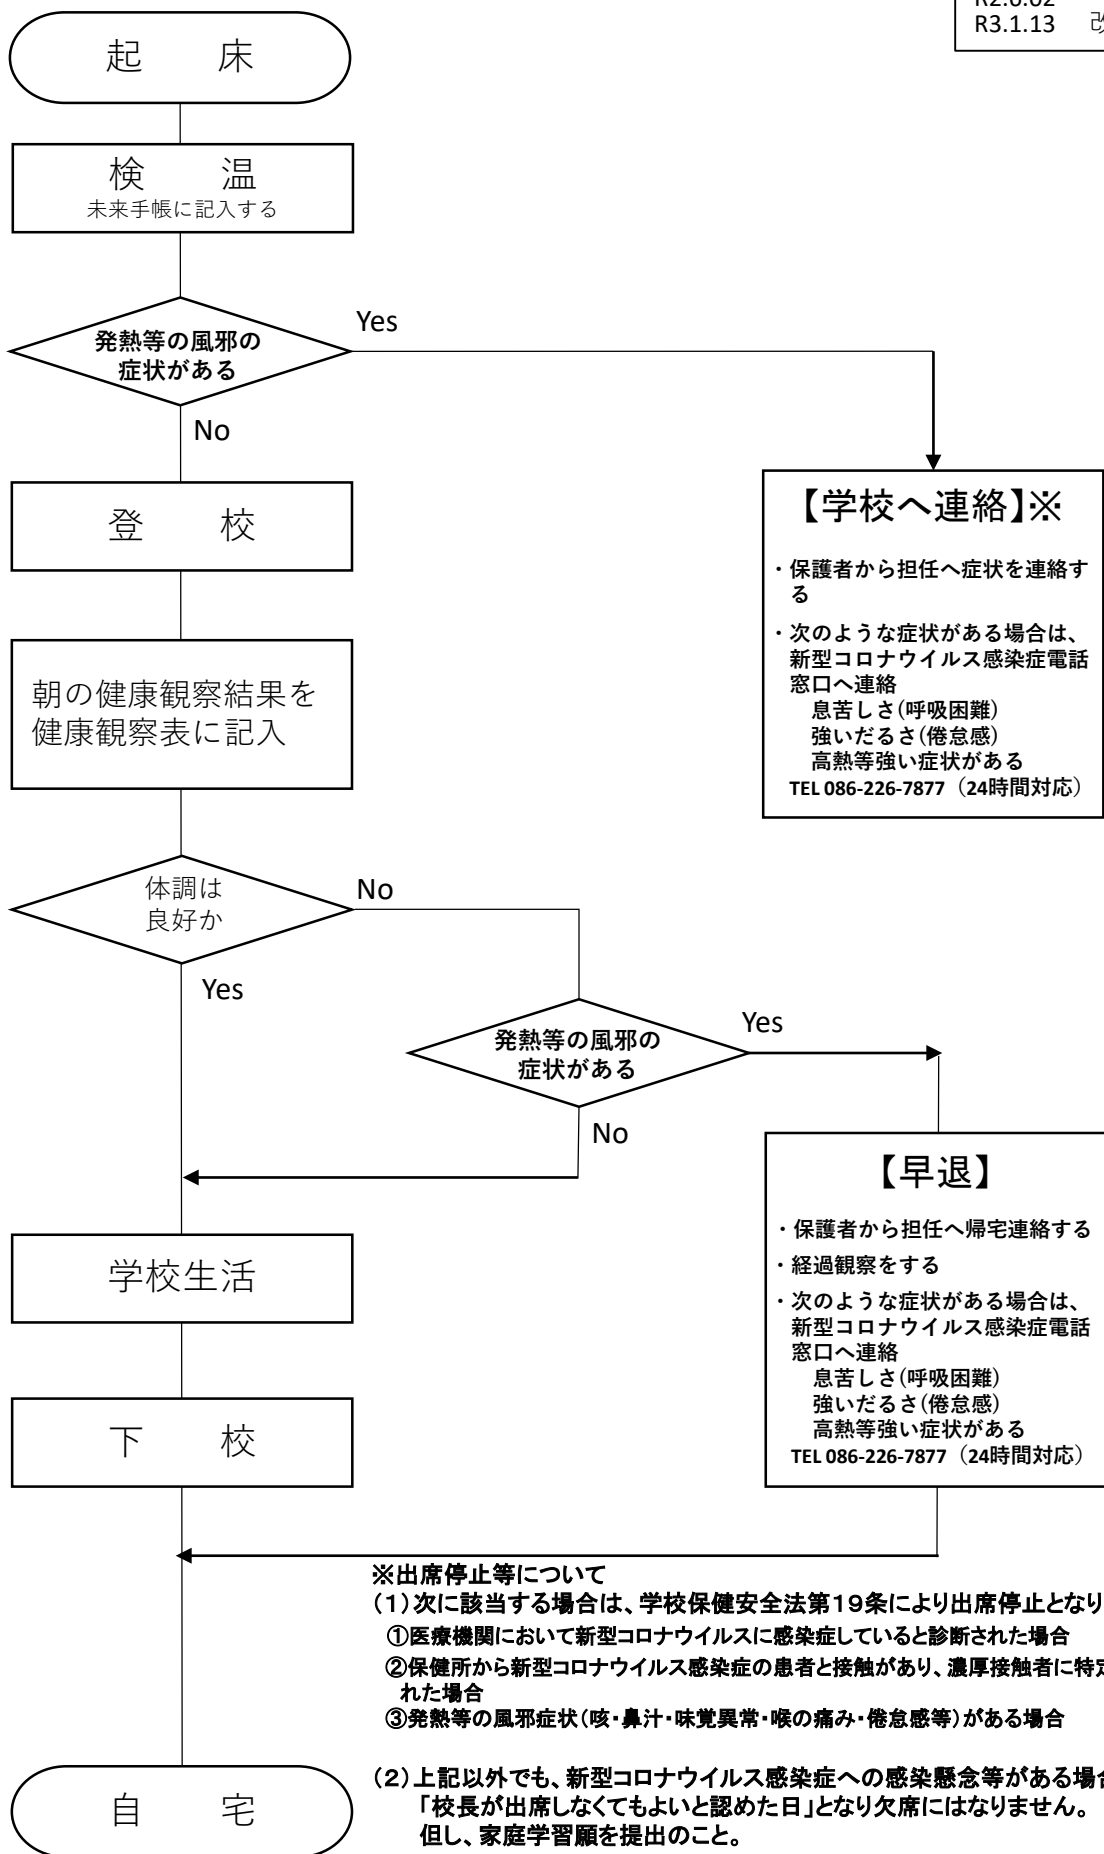 R3.1.13
起 床
検 温
未来手帳に記入する
発熱等の風邪の
症状がある
Yes
No
登 校
【学校へ連絡】※
・保護者から担任へ症状を連絡す
る
・次のような症状がある場合は、
新型コロナウイルス感染症電話
窓口へ連絡
息苦しさ(呼吸困難)
強いだるさ(倦怠感)
高熱等強い症状がある
TEL 086-226-7877（24時間対応）
朝の健康観察結果を
健康観察表に記入
体調は
良好か
No
Yes
発熱等の風邪の
症状がある
Yes
No
【早退】
・保護者から担任へ帰宅連絡する
・経過観察をする
・次のような症状がある場合は、
新型コロナウイルス感染症電話
窓口へ連絡
息苦しさ(呼吸困難)
強いだるさ(倦怠感)
高熱等強い症状がある
TEL 086-226-7877（24時間対応）
学校生活
下 校
※出席停止等について
（1）次に該当する場合は、学校保健安全法第19条により出席停止となり
①医療機関において新型コロナウイルスに感染症していると診断された場合
②保健所から新型コロナウイルス感染症の患者と接触があり、濃厚接触者に特定
れた場合
③発熱等の風邪症状（咳・鼻汁・味覚異常・喉の痛み・倦怠感等）がある場合
（2）上記以外でも、新型コロナウイルス感染症への感染懸念等がある場合
「校長が出席しなくてもよいと認めた日」となり欠席にはなりません。
但し、家庭学習願を提出のこと。
自 宅